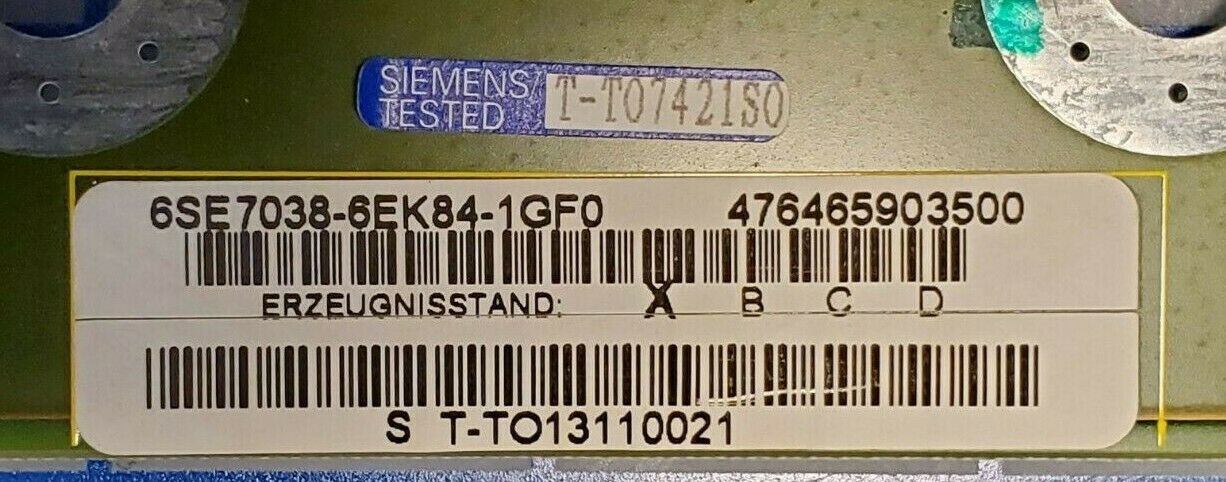 SIEMENS/ T-T07421S0
TESTED
6SE7038-6EK84-1GF0 476465903500
ERZEUGNISSTAND: X B C D
S T-TO13110021